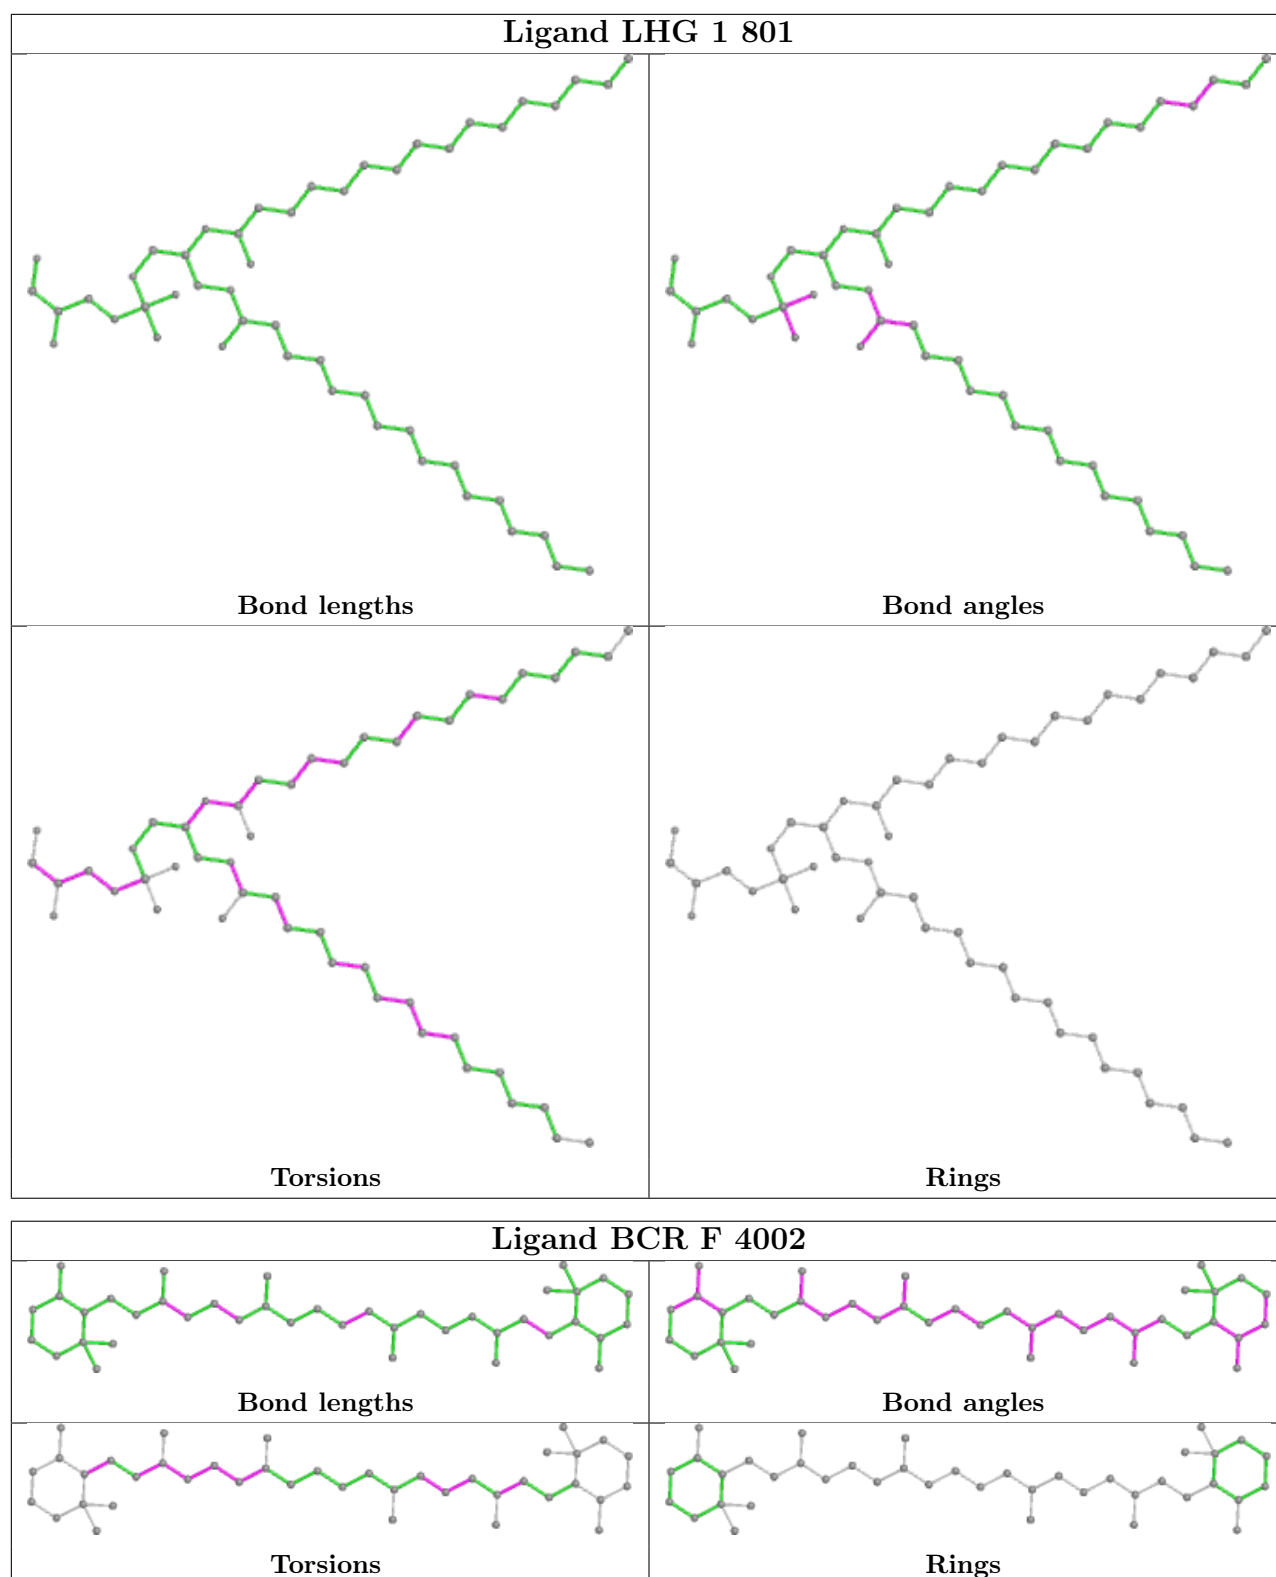 Ligand LHG 1 801
Bond lengths
Bond angles
Torsions
Rings
Ligand BCR F 4002
Bond lengths
Bond angles
Torsions
Rings